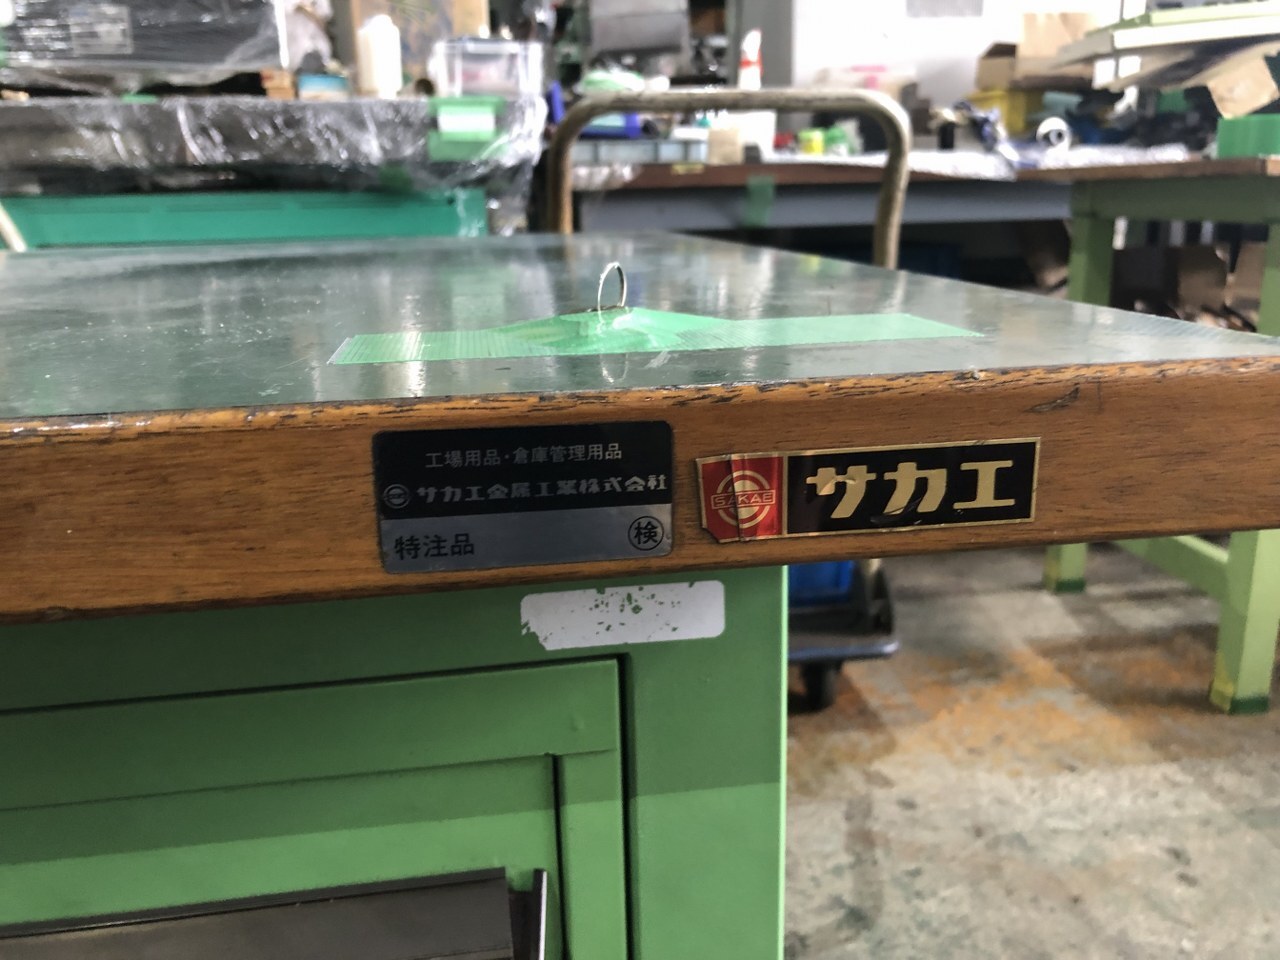 工場用品・倉庫管理用品
サカエ金属工業株式会社
特注品 検
SAKAE サカエ